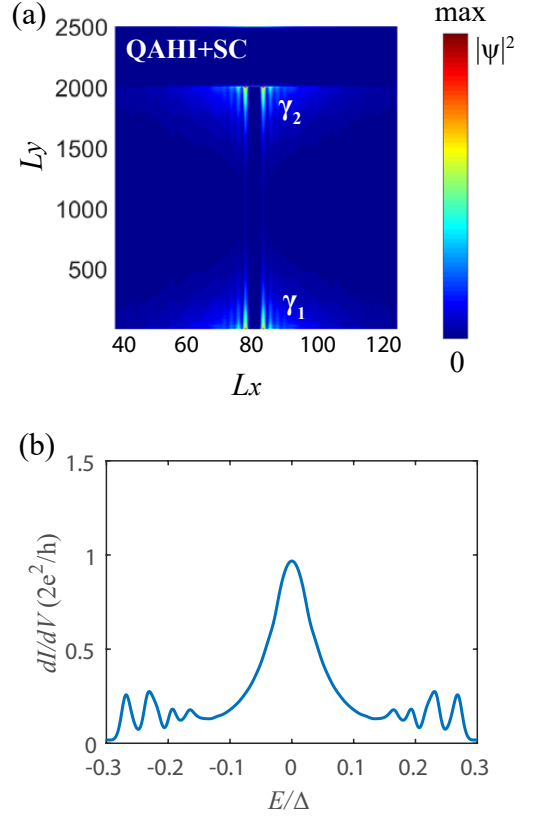 (a)
max
|ψ|²
0
QAHI+SC
γ₂
γ₁
2500
2000
1500
1000
500
Ly
40
60
80
100
120
Lx
(b)
1.5
1
0.5
0
dI/dV (2e²/h)
-0.3
-0.2
-0.1
0
0.1
0.2
0.3
E/Δ